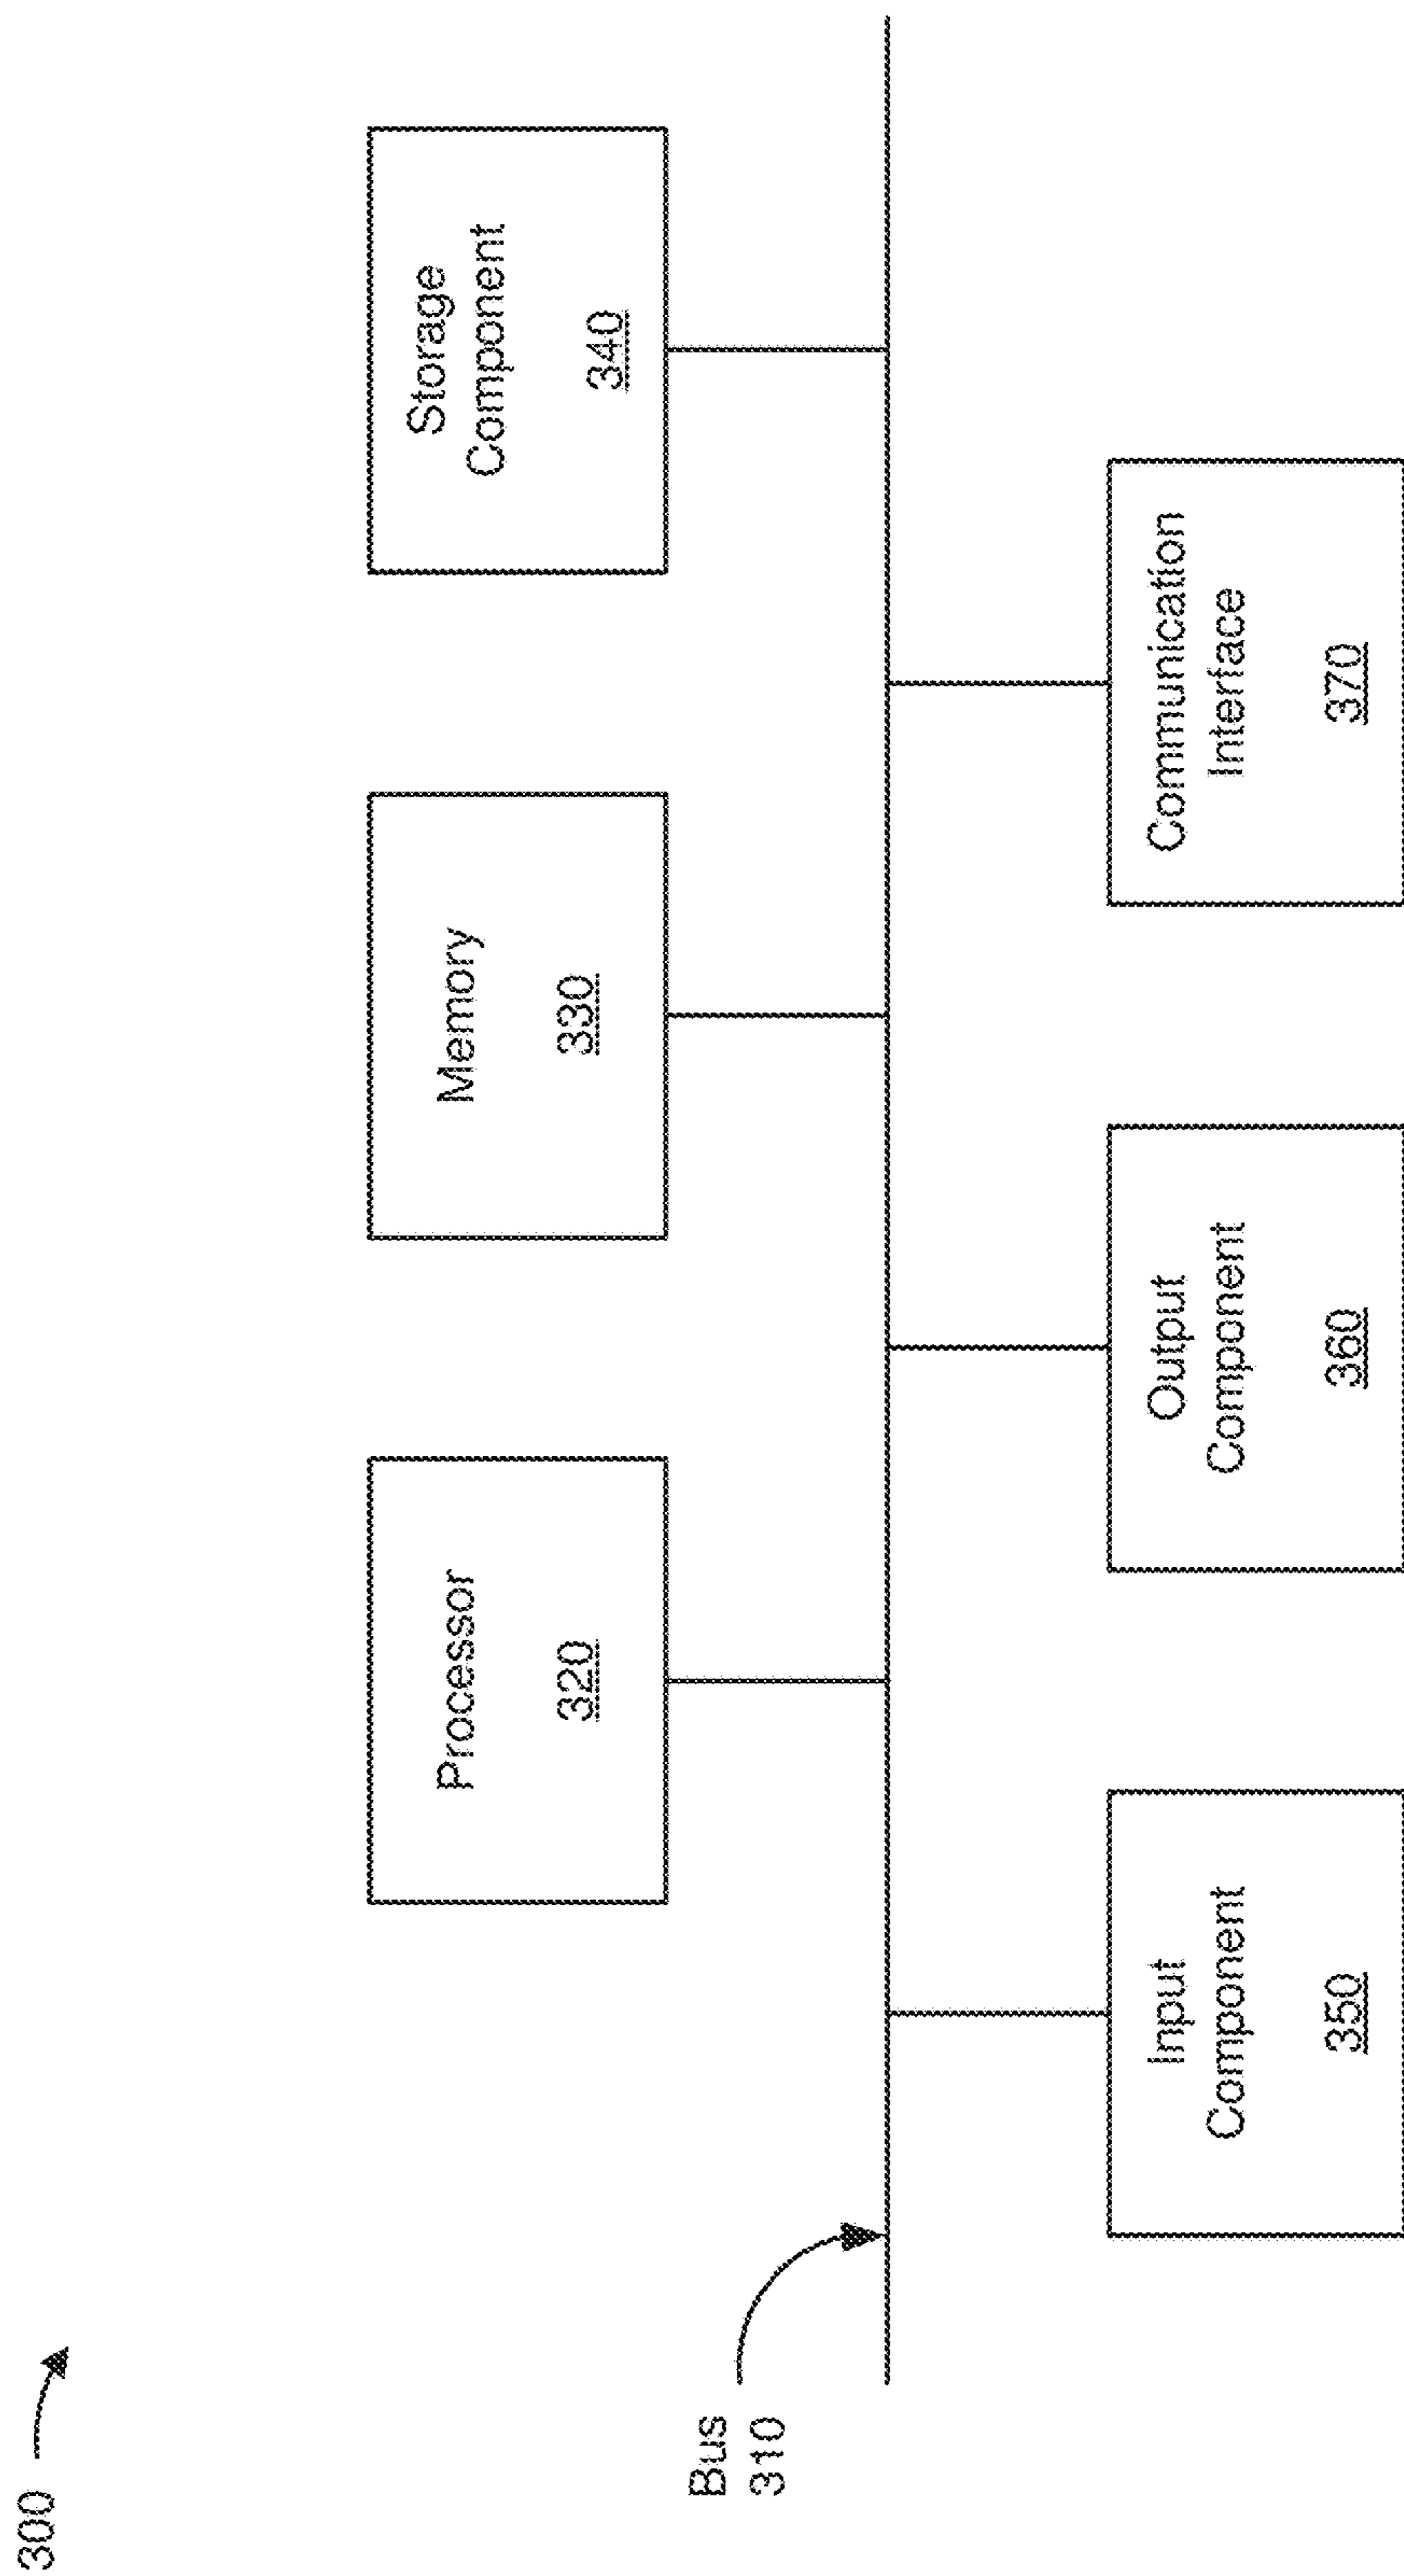 300
Processor
320
Memory
330
Storage
Component
340
Bus
310
Input
Component
350
Output
Component
360
Communication
Interface
370